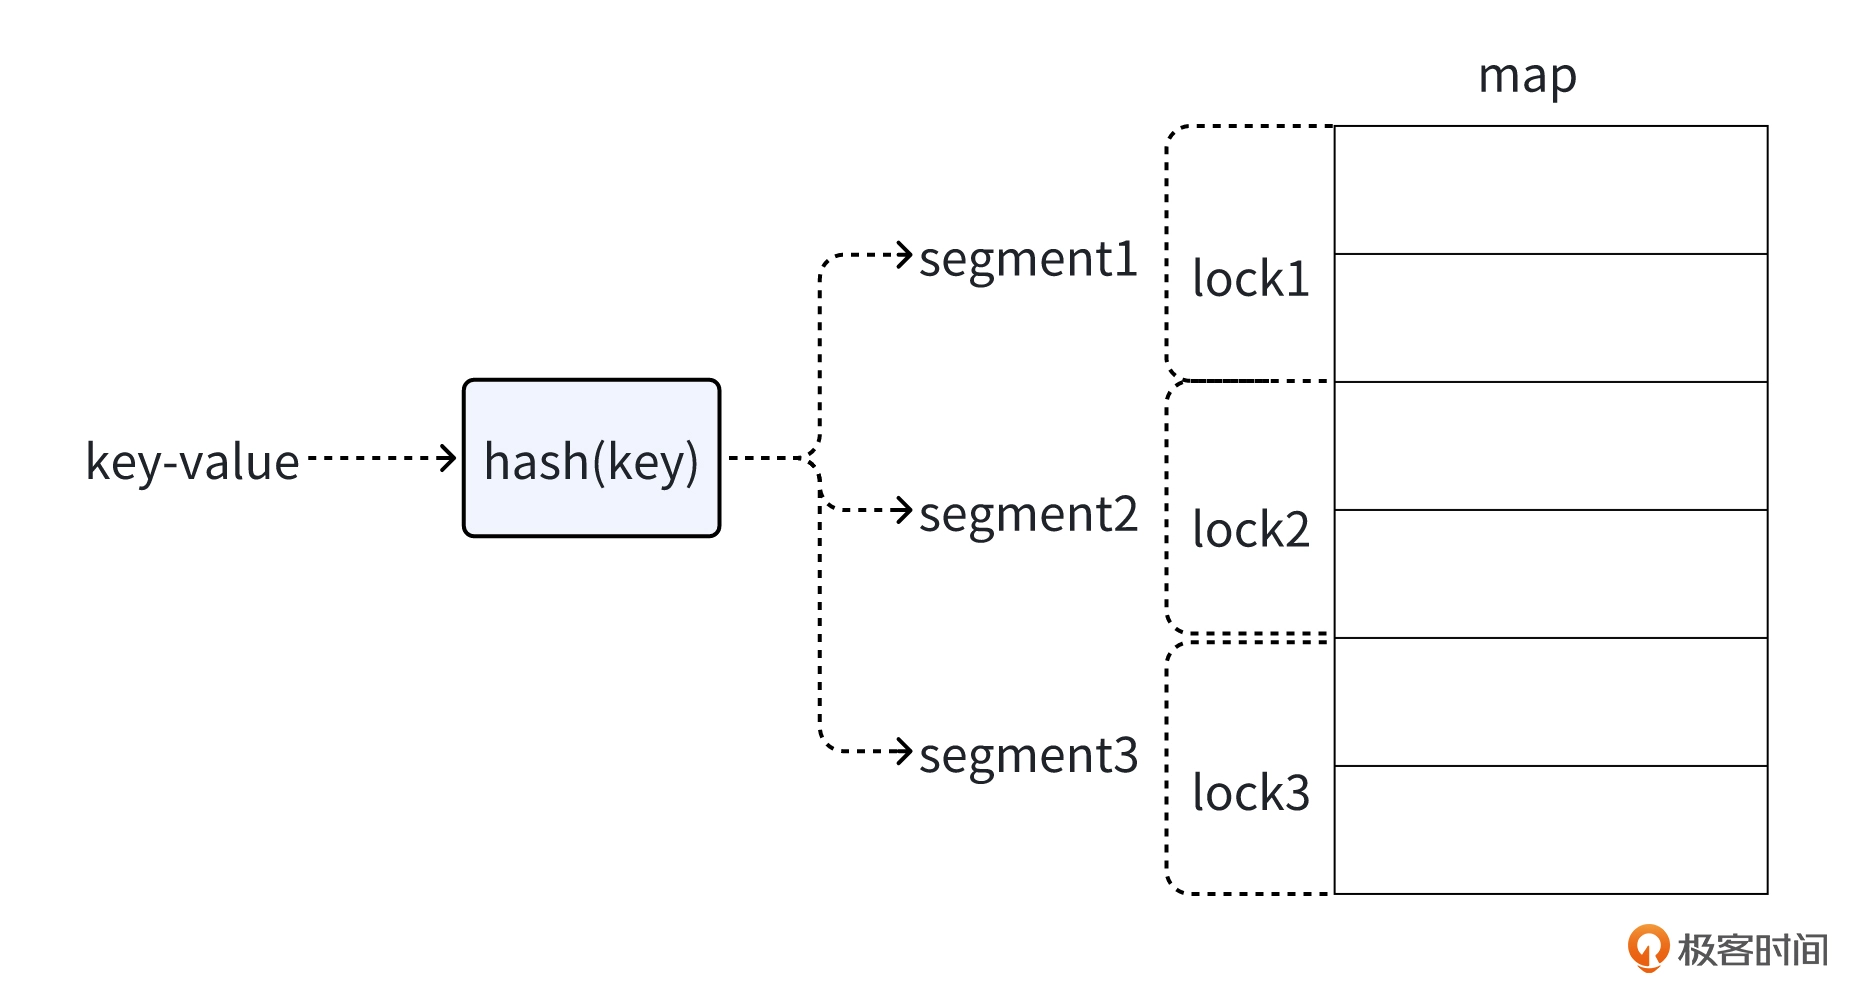 map
segment1
lock1
key-value
hash(key)
segment2
lock2
segment3
lock3
极客时间